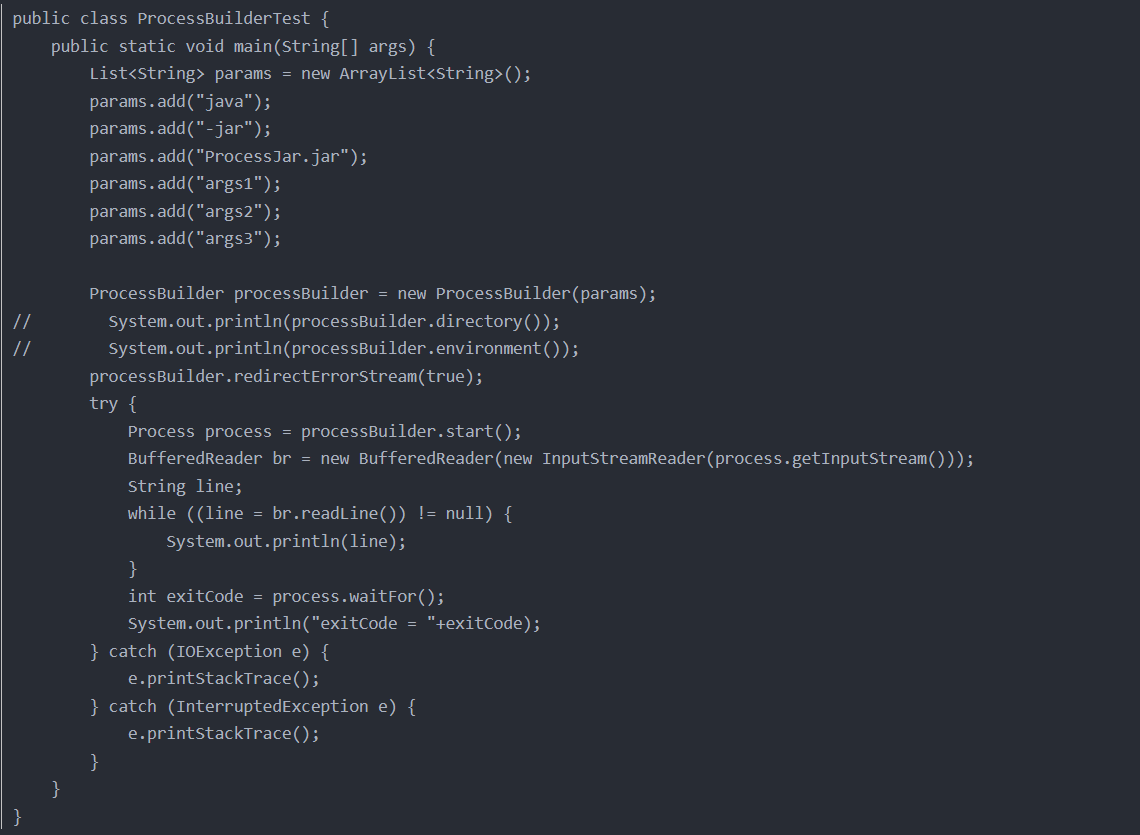 public class ProcessBuilderTest {
    public static void main(String[] args) {
        List<String> params = new ArrayList<String>();
        params.add("java");
        params.add("-jar");
        params.add("ProcessJar.jar");
        params.add("args1");
        params.add("args2");
        params.add("args3");

        ProcessBuilder processBuilder = new ProcessBuilder(params);
//        System.out.println(processBuilder.directory());
//        System.out.println(processBuilder.environment());
        processBuilder.redirectErrorStream(true);
        try {
            Process process = processBuilder.start();
            BufferedReader br = new BufferedReader(new InputStreamReader(process.getInputStream()));
            String line;
            while ((line = br.readLine()) != null) {
                System.out.println(line);
            }
            int exitCode = process.waitFor();
            System.out.println("exitCode = "+exitCode);
        } catch (IOException e) {
            e.printStackTrace();
        } catch (InterruptedException e) {
            e.printStackTrace();
        }
    }
}